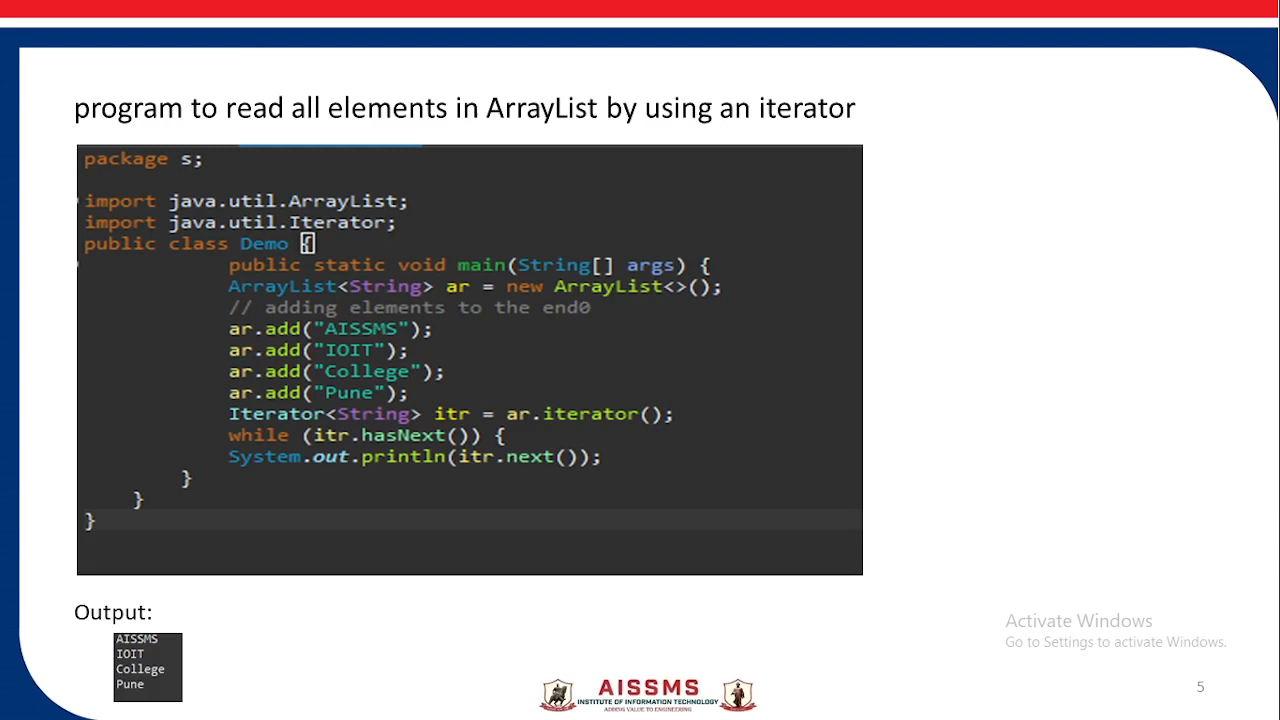 program to read all elements in ArrayList by using an iterator
package s;
import java.util.ArrayList;
import java.util.Iterator;
public class Demo {
public static void main(String[] args) {
ArrayList<String> ar = new ArrayList<>();
// adding elements to the end0
ar.add("AISSMS");
ar.add("IOIT");
ar.add("College");
ar.add("Pune");
Iterator<String> itr = ar.iterator();
while (itr.hasNext()) {
System.out.println(itr.next());
}
}
}
Output:
AISSMS
IOIT
College
Pune
Activate Windows
Go to Settings to activate Windows.
AISSMS
INSTITUTE OF INFORMATION TECHNOLOGY
ADDING VALUE TO ENGINEERING
5